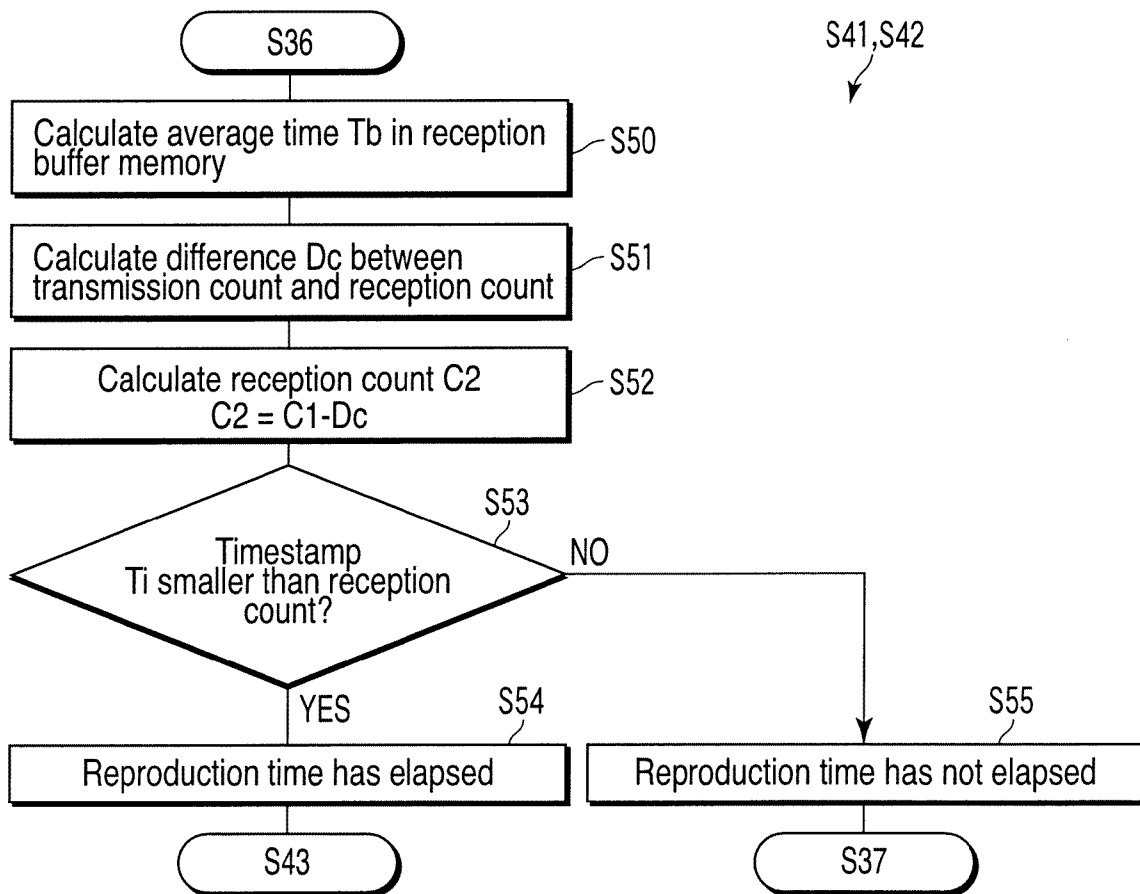 S36
S41,S42
Calculate average time Tb in reception
buffer memory
S50
Calculate difference Dc between
transmission count and reception count
S51
Calculate reception count C2
C2 = C1-Dc
S52
S53
Timestamp
Ti smaller than reception
count?
NO
YES
S54
S55
Reproduction time has elapsed
Reproduction time has not elapsed
S43
S37